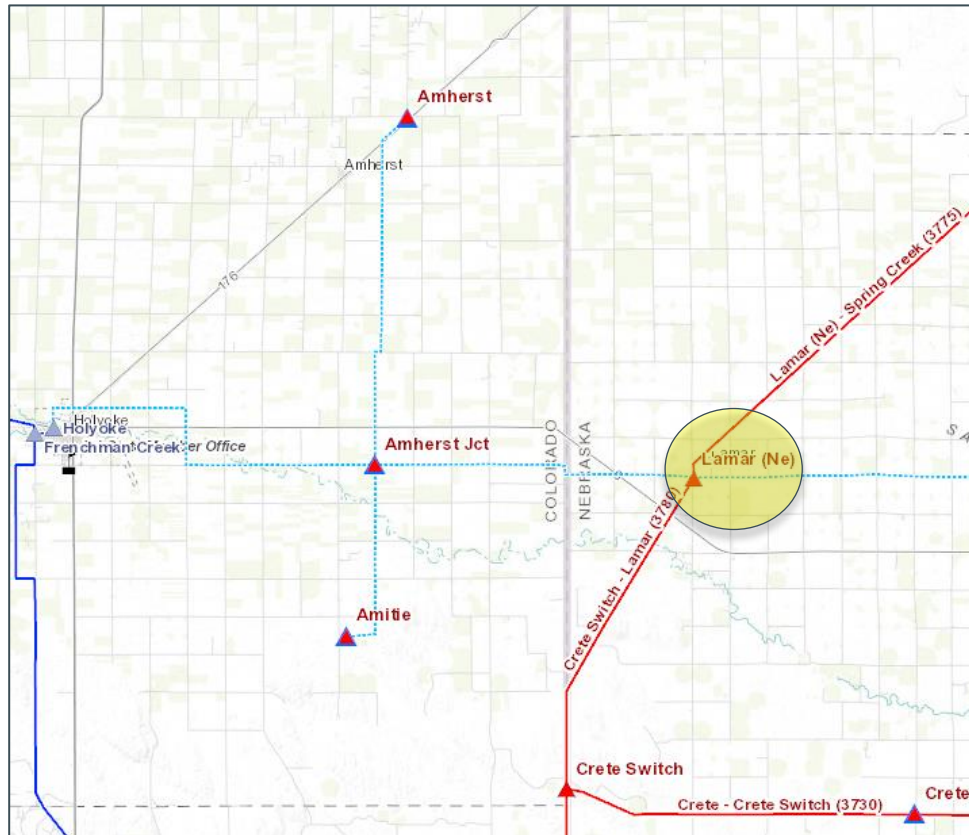 Amherst
Amherst
176
Lamar (Ne) - Spring Creek (3775)
Holyoke
Holyoke
Frenchman Creek
er Office
Amherst Jct
COLORADO
NEBRASKA
Lamar
Lamar (Ne)
S A
Crete Switch - Lamar (3780)
Amitie
Crete Switch
Crete - Crete Switch (3730)
Crete